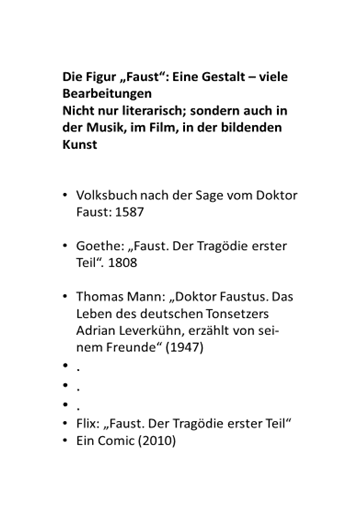 Die Figur „Faust“: Eine Gestalt – viele
Bearbeitungen
Nicht nur literarisch; sondern auch in
der Musik, im Film, in der bildenden
Kunst
• Volksbuch nach der Sage vom Doktor
Faust: 1587
• Goethe: „Faust. Der Tragödie erster
Teil“. 1808
• Thomas Mann: „Doktor Faustus. Das
Leben des deutschen Tonsetzers
Adrian Leverkühn, erzählt von sei-
nem Freunde“ (1947)
• .
• .
• .
• Flix: „Faust. Der Tragödie erster Teil“
• Ein Comic (2010)